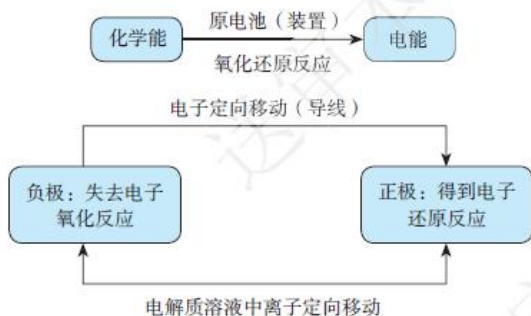 原电池（装置）
化学能
电能
氧化还原反应
电子定向移动（导线）
负极：失去电子
氧化反应
正极：得到电子
还原反应
电解质溶液中离子定向移动